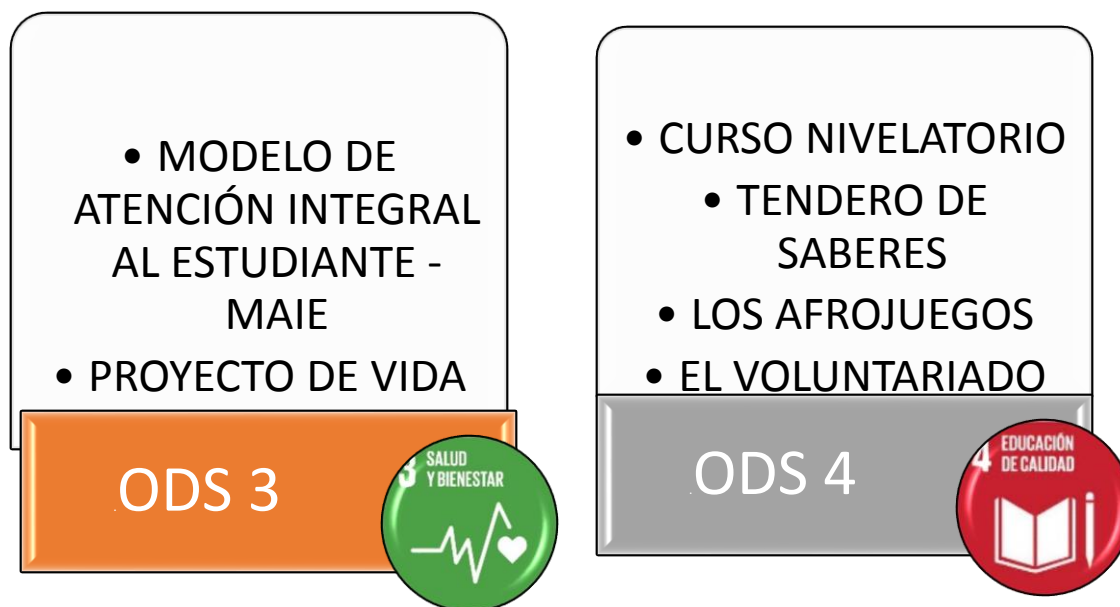 • MODELO DE
ATENCIÓN INTEGRAL
AL ESTUDIANTE -
MAIE
• PROYECTO DE VIDA
ODS 3
3 SALUD
Y BIENESTAR
• CURSO NIVELATORIO
• TENDERO DE
SABERES
• LOS AFROJUEGOS
• EL VOLUNTARIADO
ODS 4
4 EDUCACIÓN
DE CALIDAD